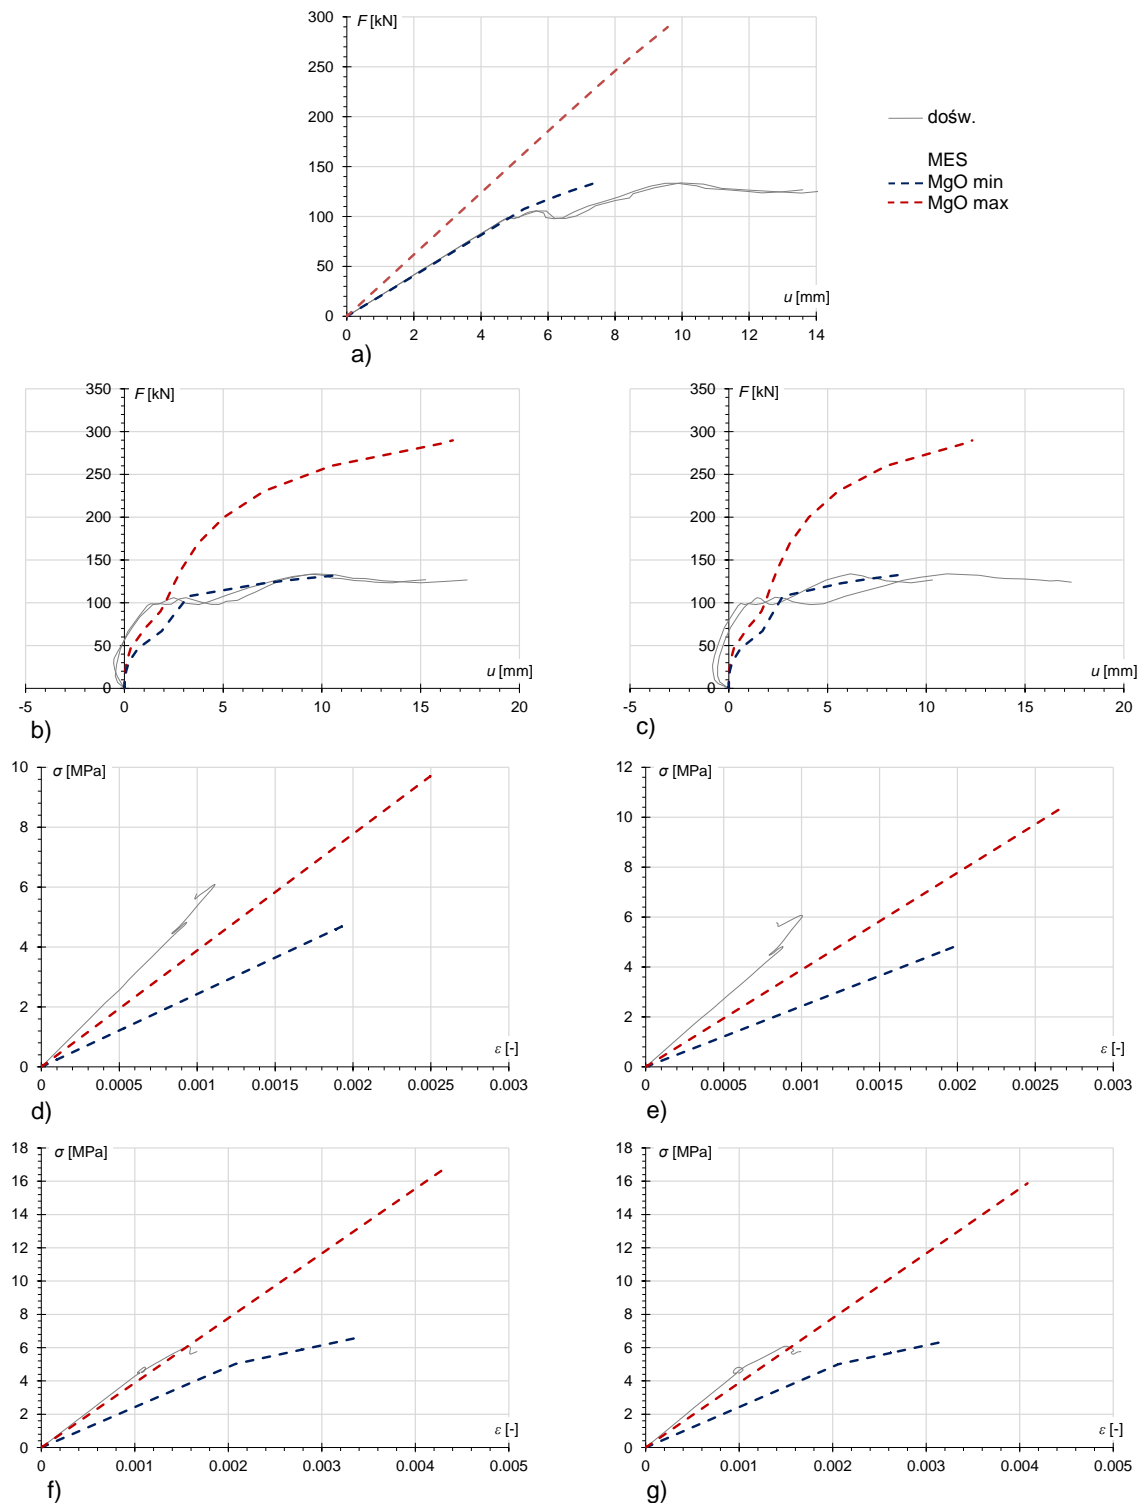 F [kN]
300
250
200
150
100
50
0
u [mm]
0 2 4 6 8 10 12 14
a)
dośw.
MES
MgO min
MgO max
F [kN]
350
300
250
200
150
100
50
0
u [mm]
-5 0 5 10 15 20
b)
F [kN]
350
300
250
200
150
100
50
0
u [mm]
-5 0 5 10 15 20
c)
σ [MPa]
10
8
6
4
2
0
ε [-]
0 0.0005 0.001 0.0015 0.002 0.0025 0.003
d)
σ [MPa]
12
10
8
6
4
2
0
ε [-]
0 0.0005 0.001 0.0015 0.002 0.0025 0.003
e)
σ [MPa]
18
16
14
12
10
8
6
4
2
0
ε [-]
0 0.001 0.002 0.003 0.004 0.005
f)
σ [MPa]
18
16
14
12
10
8
6
4
2
0
ε [-]
0 0.001 0.002 0.003 0.004 0.005
g)